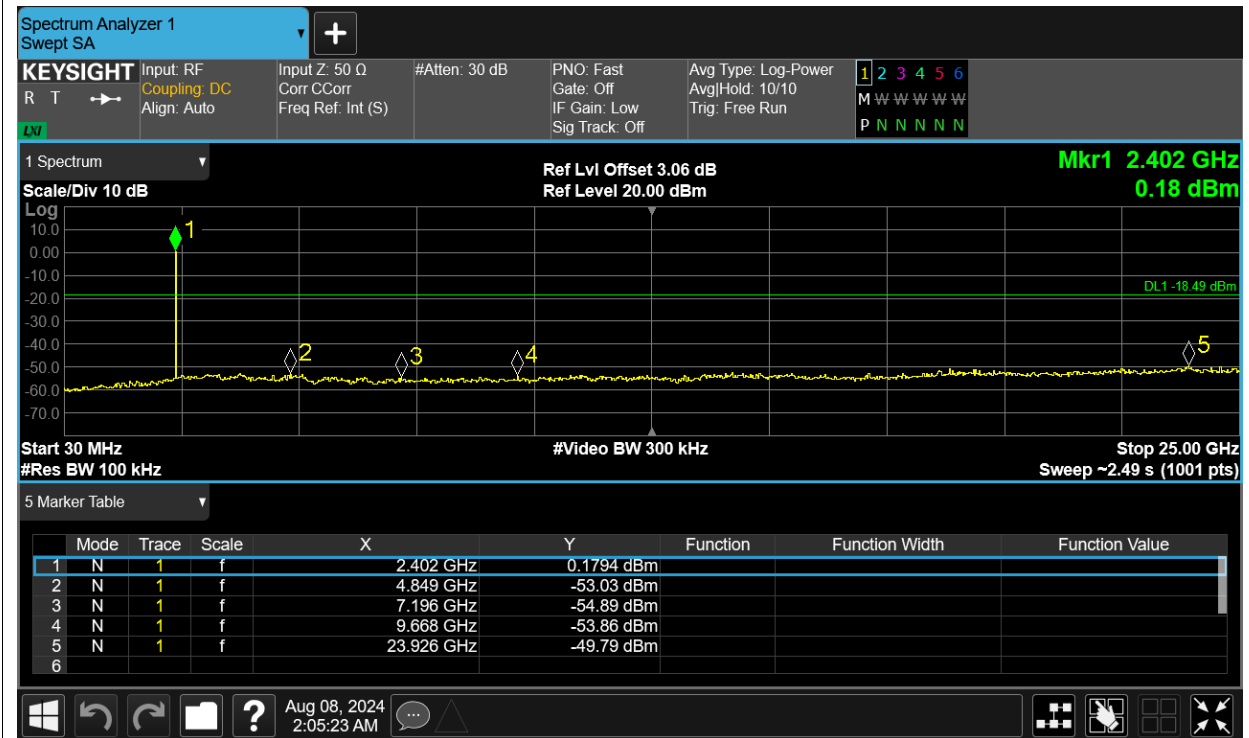 Spectrum Analyzer 1
Swept SA
KEYSIGHT
R T
LXI
Input: RF
Coupling: DC
Align: Auto
Input Z: 50 Ω
Corr CCorr
Freq Ref: Int (S)
#Atten: 30 dB
PNO: Fast
Gate: Off
IF Gain: Low
Sig Track: Off
Avg Type: Log-Power
Avg|Hold: 10/10
Trig: Free Run
1 2 3 4 5 6
M W W W W W
P N N N N N
1 Spectrum
Scale/Div 10 dB
Ref Lvl Offset 3.06 dB
Ref Level 20.00 dBm
Mkr1 2.402 GHz
0.18 dBm
Log
10.0
0.00
-10.0
-20.0
-30.0
-40.0
-50.0
-60.0
-70.0
1
2
3
4
5
DL1 -18.49 dBm
Start 30 MHz
#Video BW 300 kHz
Stop 25.00 GHz
#Res BW 100 kHz
Sweep ~2.49 s (1001 pts)
5 Marker Table
Mode Trace Scale X Y Function Function Width Function Value
1 N 1 f 2.402 GHz 0.1794 dBm
2 N 1 f 4.849 GHz -53.03 dBm
3 N 1 f 7.196 GHz -54.89 dBm
4 N 1 f 9.668 GHz -53.86 dBm
5 N 1 f 23.926 GHz -49.79 dBm
6
?
Aug 08, 2024
2:05:23 AM